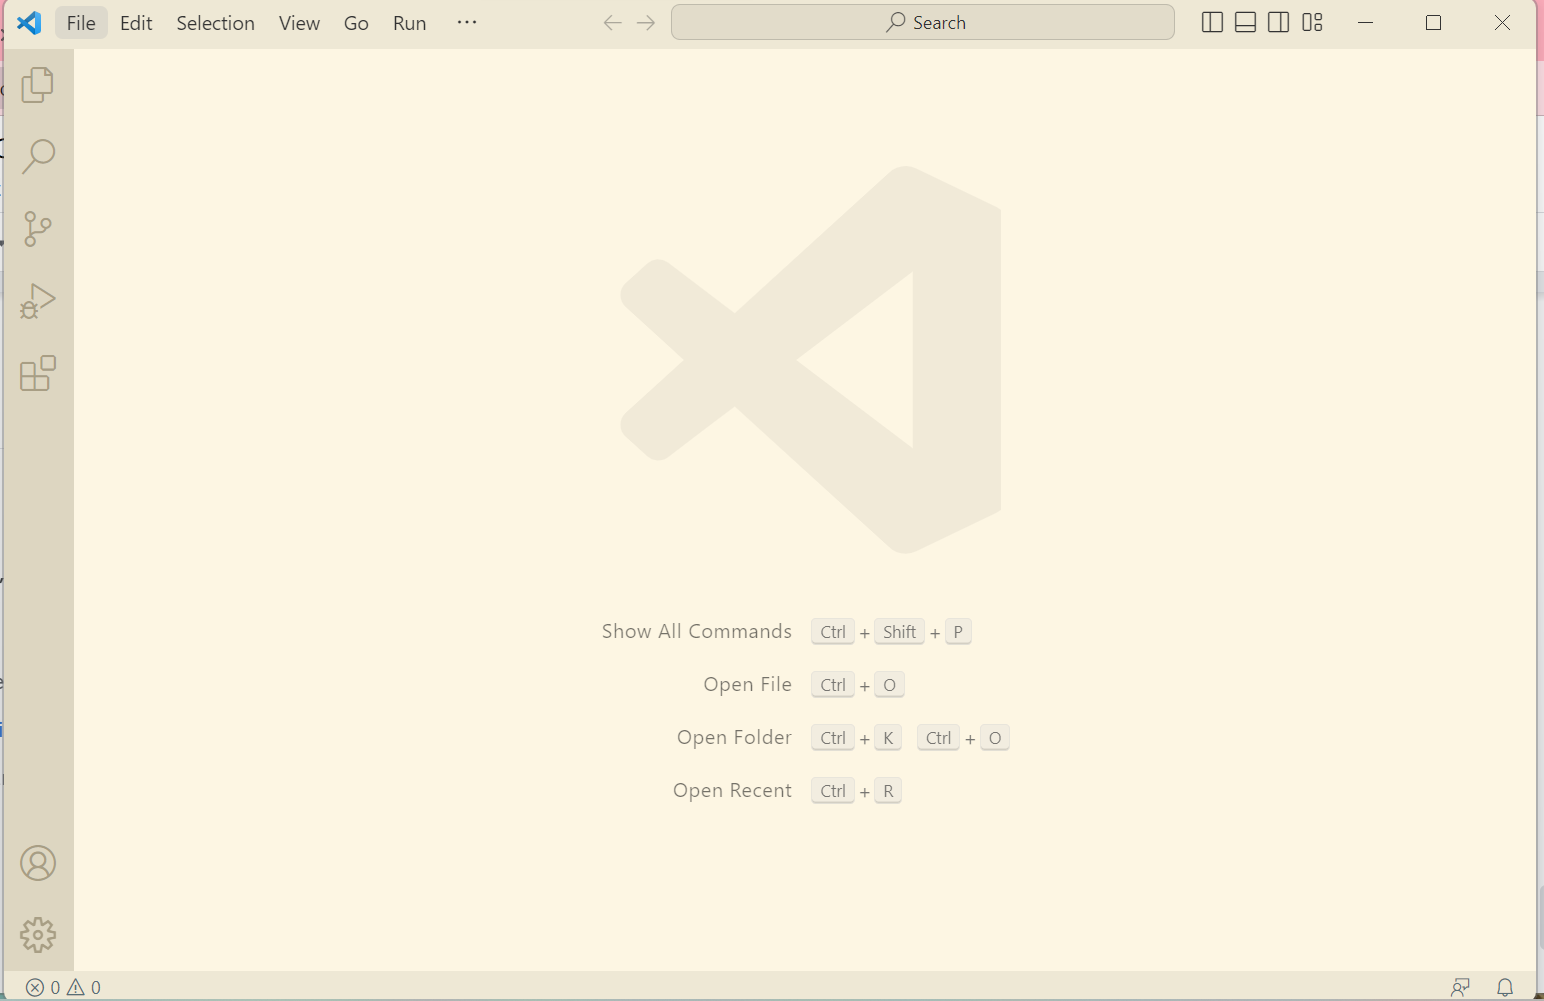 File Edit Selection View Go Run ··· Search
Show All Commands Ctrl + Shift + P
Open File Ctrl + O
Open Folder Ctrl + K Ctrl + O
Open Recent Ctrl + R
0 0